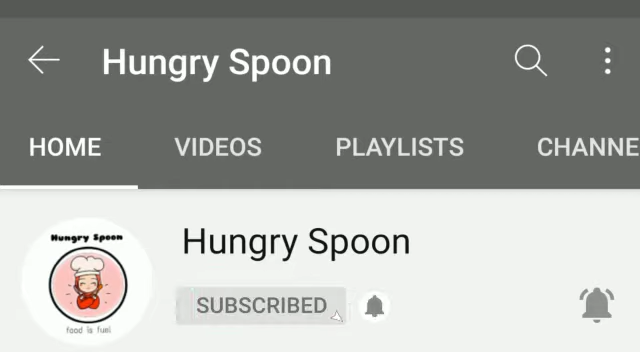 Hungry Spoon
HOME VIDEOS PLAYLISTS CHANNE
Hungry Spoon
Hungry Spoon
SUBSCRIBED
food is fuel